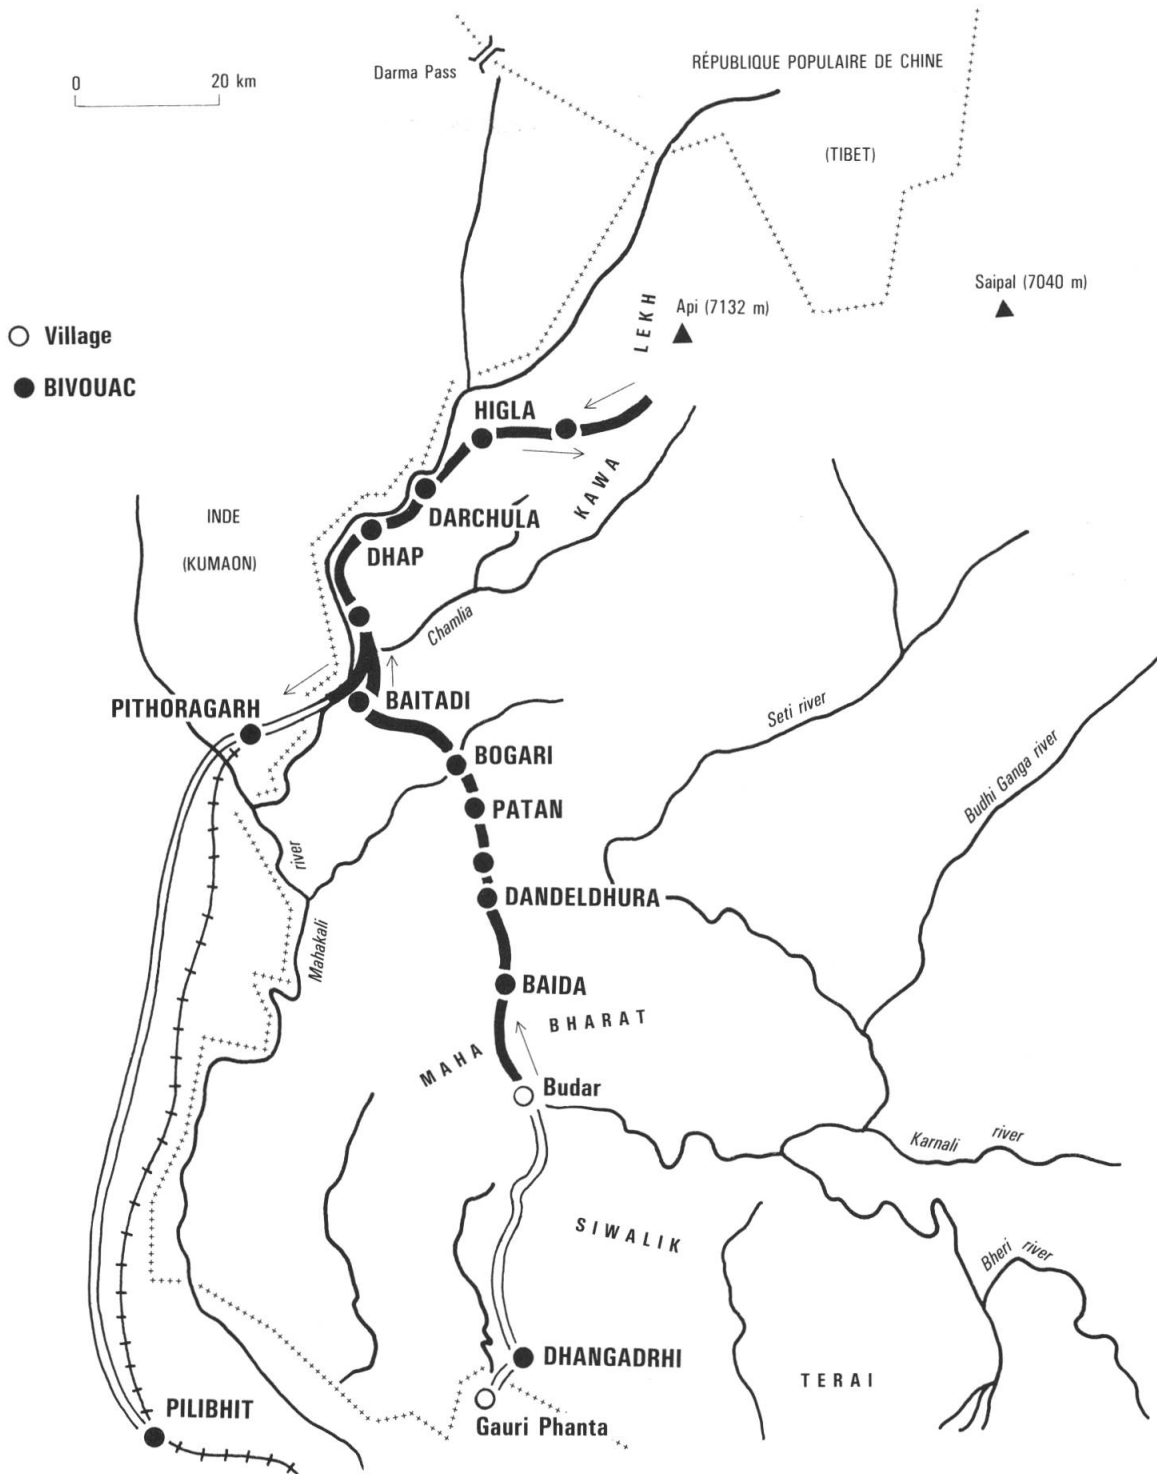 Darma Pass
RÉPUBLIQUE POPULAIRE DE CHINE
0 20 km
(TIBET)
Saipal (7040 m)
Api (7132 m)
LEKH
Village
BIVOUAC
HIGLA
KAWA
DARCHULA
INDE
DHAP
(KUMAON)
Chamlia
BAITADI
PITHORAGARH
Seti river
BOGARI
Budhi Ganga river
PATAN
river
DANDELDHURA
Mahakali
BAIDA
BHARAT
MAHA
Budar
Karnali river
SIWALIK
Bheri river
DHANGADRHI
TERAI
PILIBHIT
Gauri Phanta